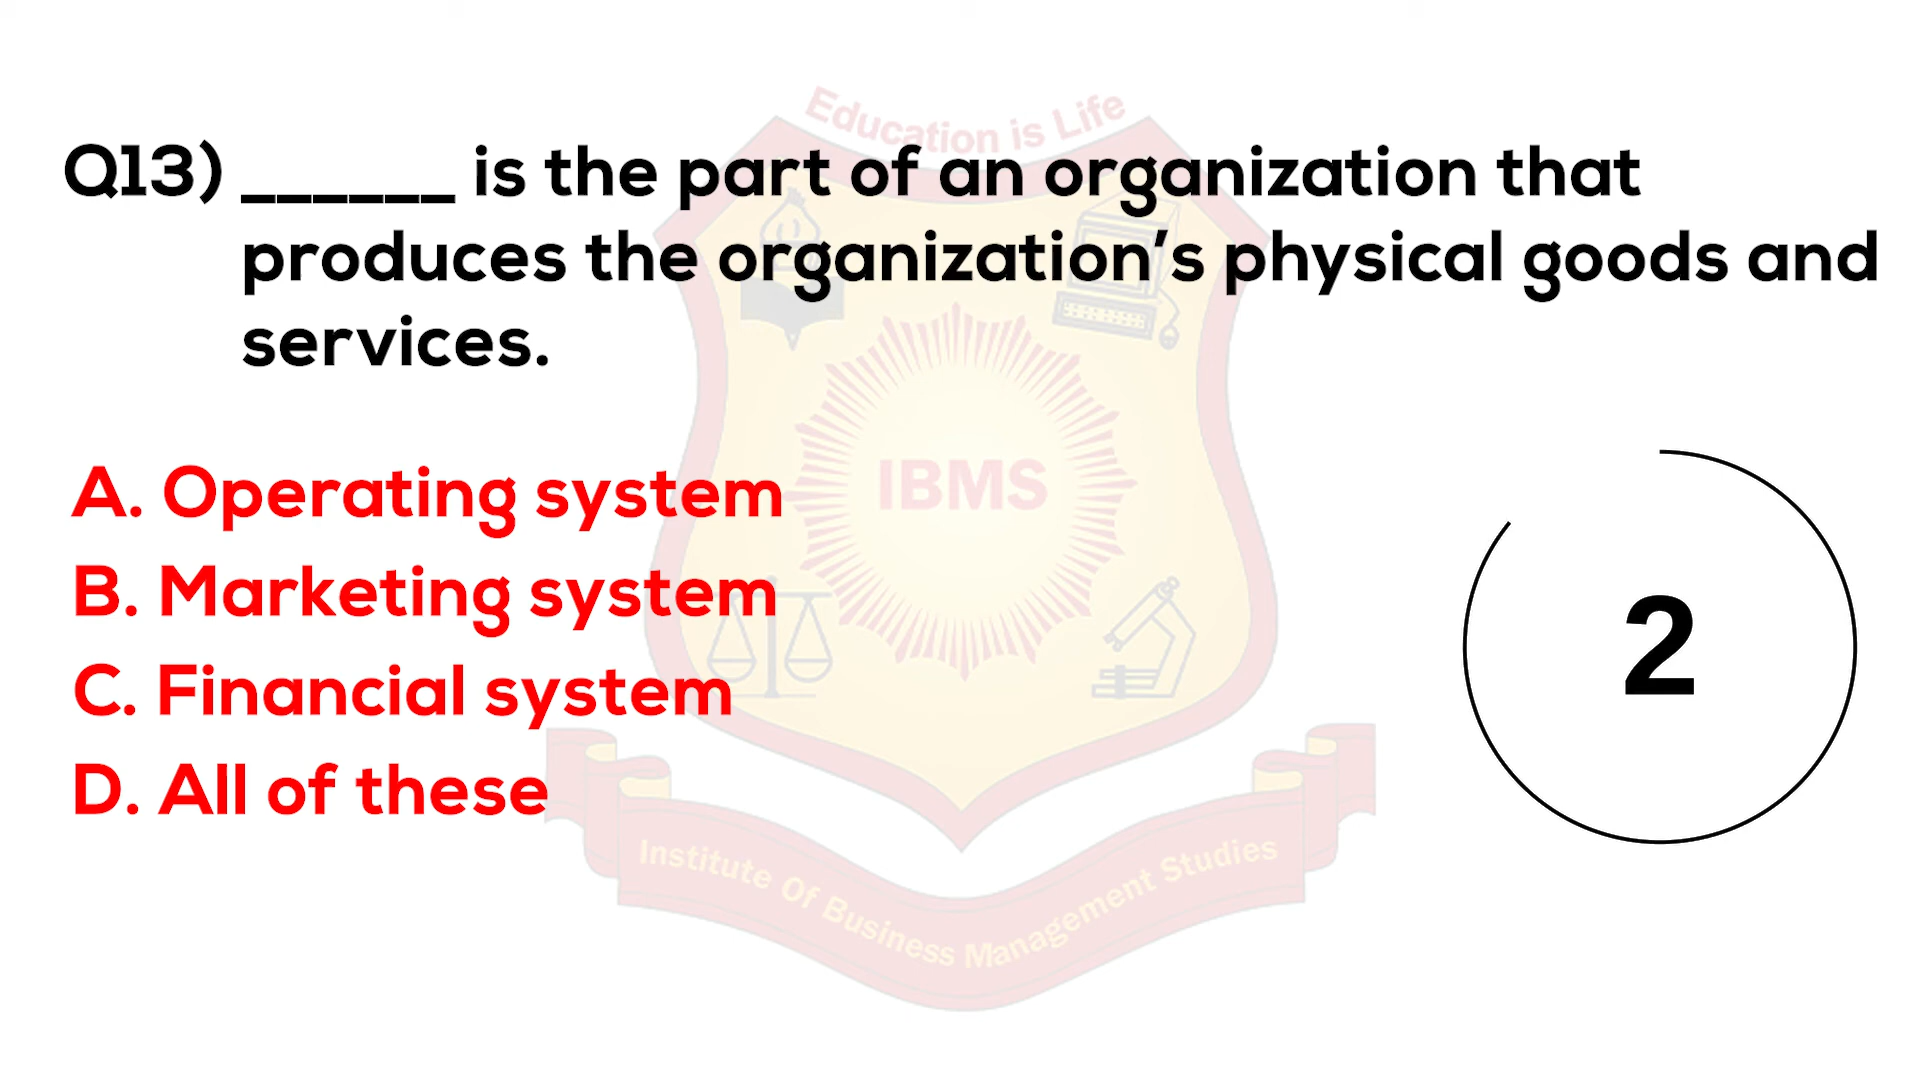 Education is Life
Q13) ______ is the part of an organization that
produces the organization’s physical goods and
services.
A. Operating system
B. Marketing system
C. Financial system
D. All of these
IBMS
2
Institute Of Business Management Studies